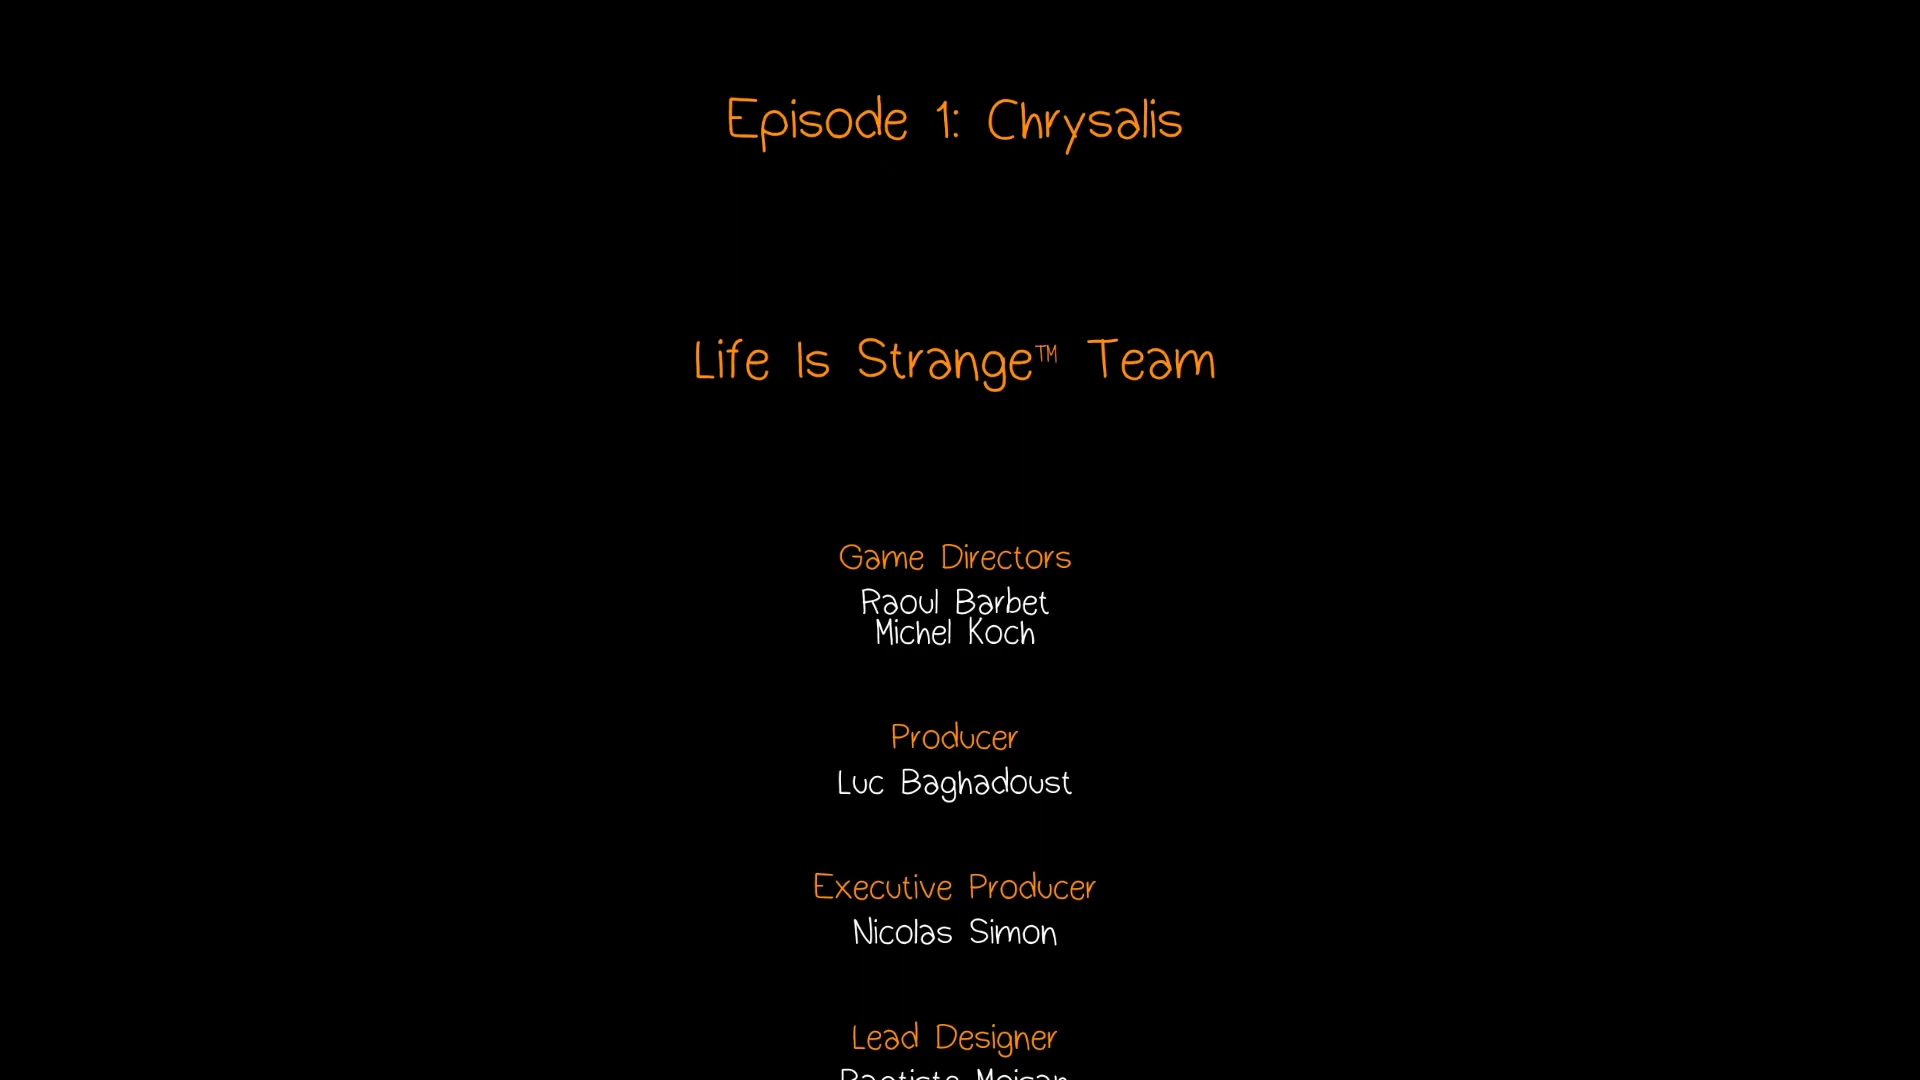 Episode 1: Chrysalis
Life Is Strange™ Team
Game Directors
Raoul Barbet
Michel Koch
Producer
Luc Baghadoust
Executive Producer
Nicolas Simon
Lead Designer